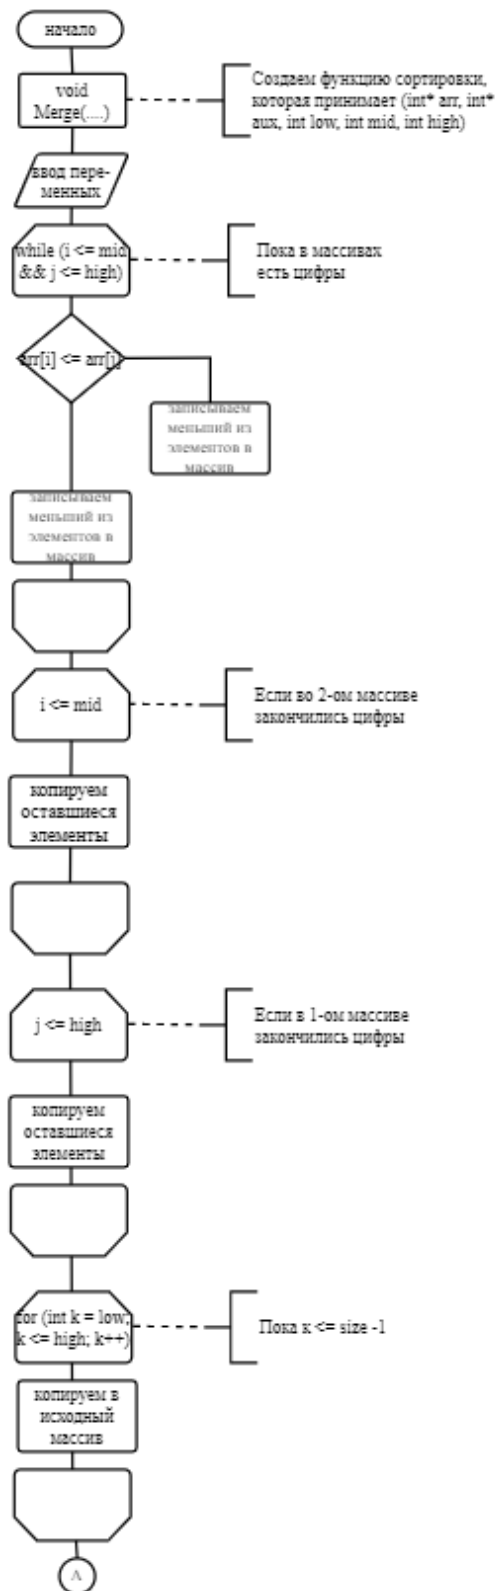 начало
void
Merge(....)
Создаем функцию сортировки,
которая принимает (int* arr, int*
aux, int low, int mid, int high)
ввод пере-
менных
while (i <= mid
&& j <= high)
Пока в массивах
есть цифры
arr[i] <= arr[j]
записываем
меньший из
элементов в
массив
записываем
меньший из
элементов в
массив
i <= mid
Если во 2-ом массиве
закончились цифры
копируем
оставшиеся
элементы
j <= high
Если в 1-ом массиве
закончились цифры
копируем
оставшиеся
элементы
for (int k = low;
k <= high; k++)
Пока к <= size -1
копируем в
исходный
массив
А